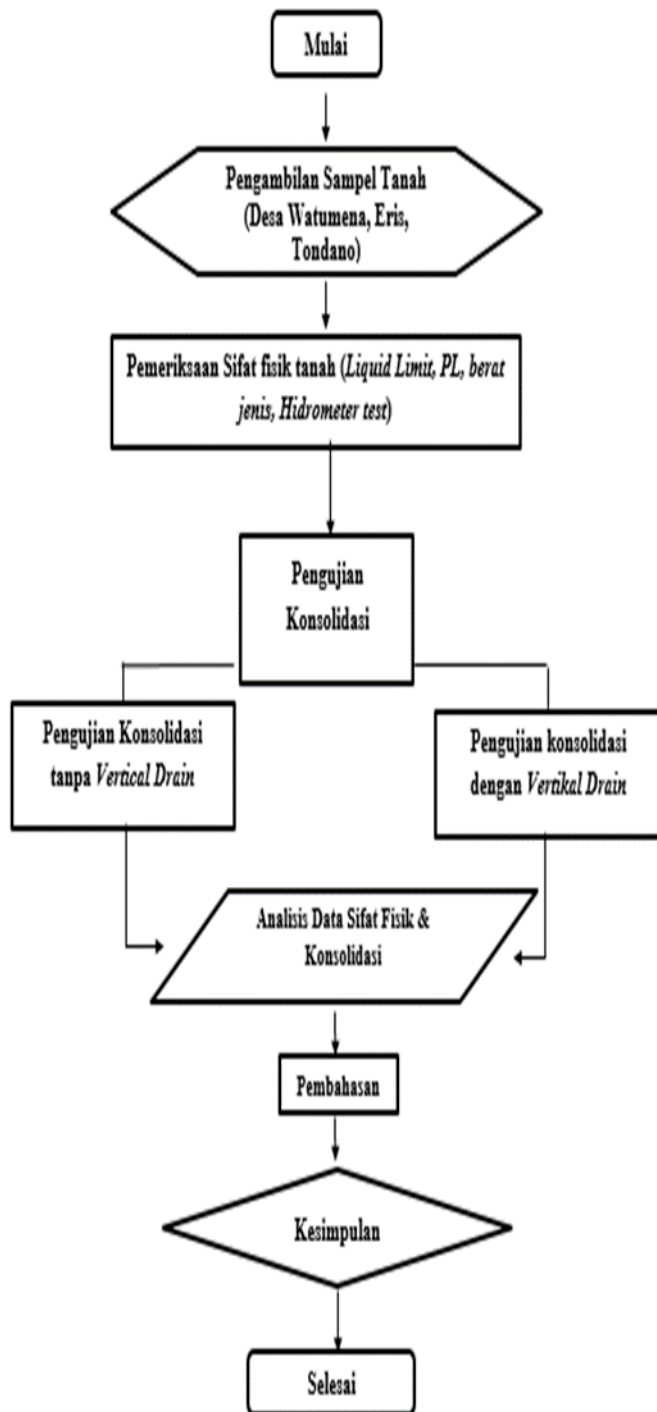 Mulai
Pengambilan Sampel Tanah
(Desa Watumena, Eris,
Tondano)
Pemeriksaan Sifat fisik tanah (Liquid Limit, PL, berat
jenis, Hidrometer test)
Pengujian
Konsolidasi
Pengujian Konsolidasi
tanpa Vertical Drain
Pengujian konsolidasi
dengan Vertikal Drain
Analisis Data Sifat Fisik &
Konsolidasi
Pembahasan
Kesimpulan
Selesai